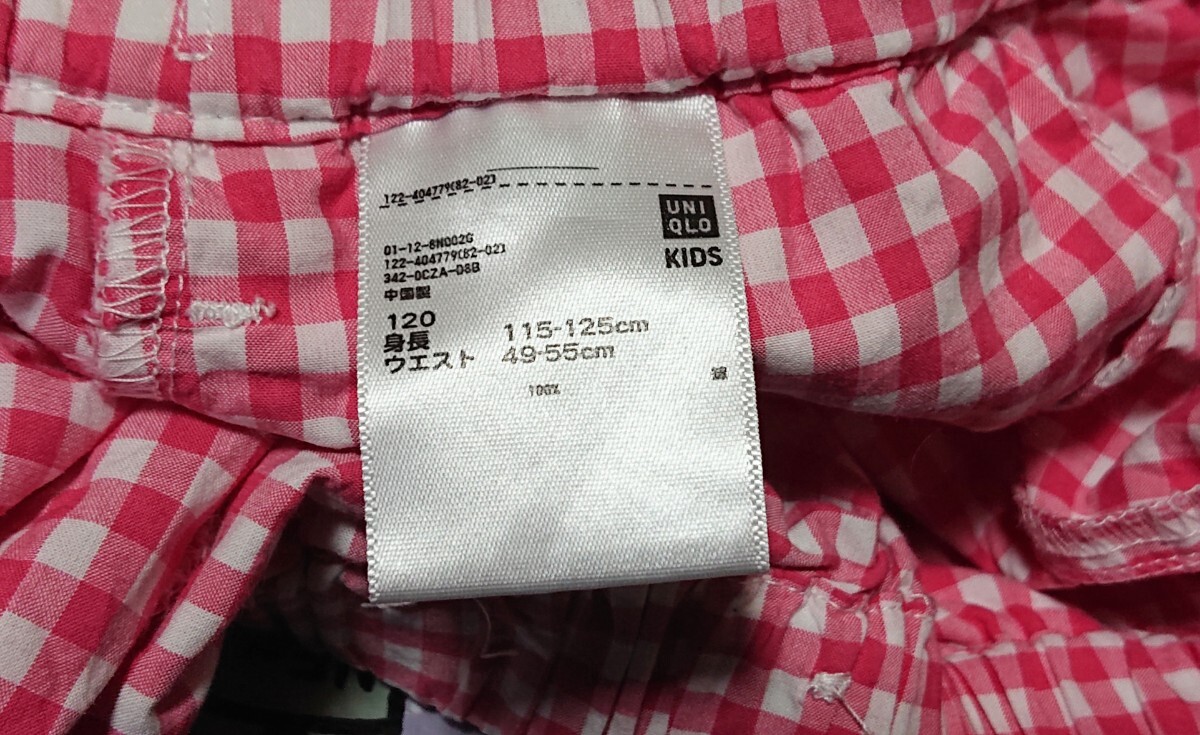 122-404779(82-02)
UNI
QLO
KIDS
01-12-6N002G
122-404779(82-02)
342-0CZA-08B
中国製
120
身長 115-125cm
ウエスト 49-55cm
100% 綿